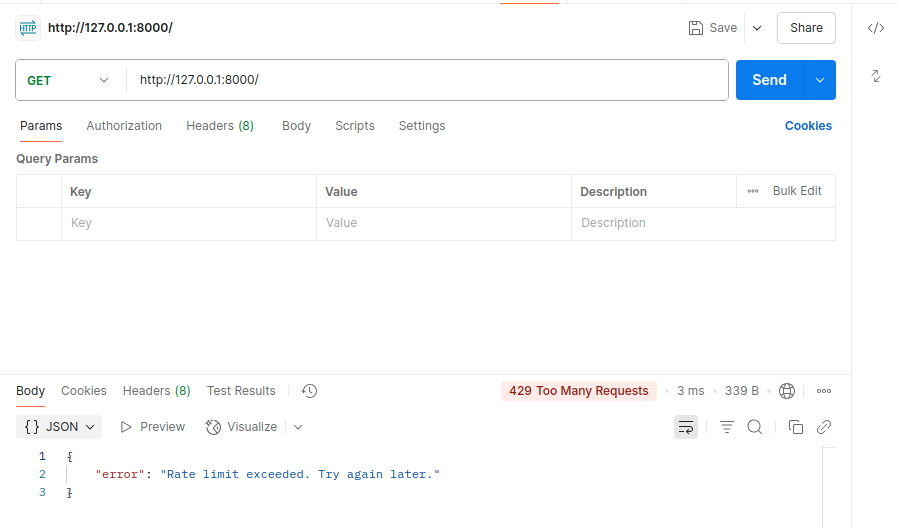 HTTP http://127.0.0.1:8000/ Save Share
GET http://127.0.0.1:8000/ Send
Params Authorization Headers (8) Body Scripts Settings Cookies
Query Params
Key Value Description Bulk Edit
Key Value Description
Body Cookies Headers (8) Test Results 429 Too Many Requests 3 ms 339 B
{} JSON Preview Visualize
1 {
2 "error": "Rate limit exceeded. Try again later."
3 }